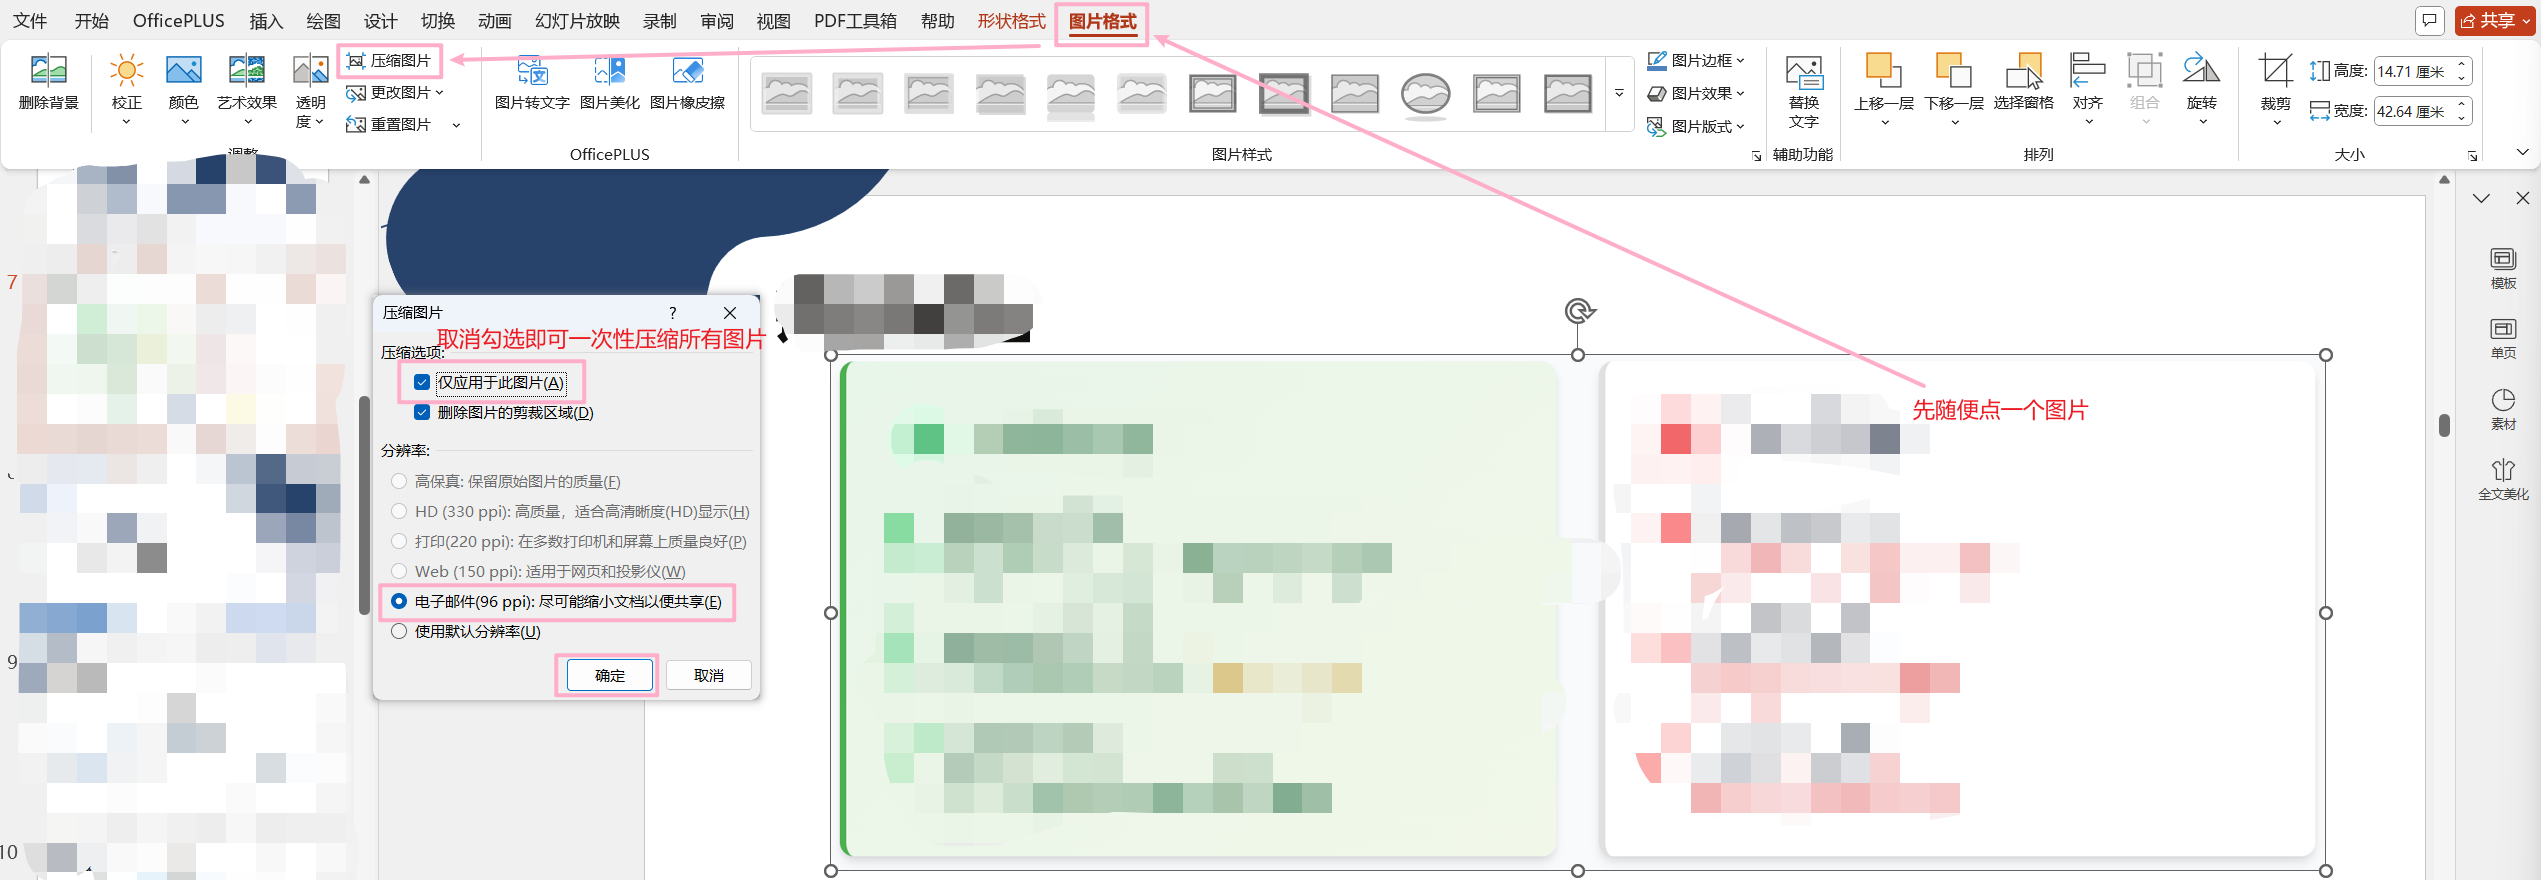 文件 开始 OfficePLUS 插入 绘图 设计 切换 动画 幻灯片放映 录制 审阅 视图 PDF工具箱 帮助 形状格式 图片格式 共享
删除背景
校正
颜色
艺术效果
透明度
压缩图片
更改图片
重置图片
调整
图片转文字 图片美化 图片橡皮擦
OfficePLUS
图片样式
图片边框
图片效果
图片版式
替换文字
辅助功能
上移一层 下移一层 选择窗格 对齐 组合 旋转
排列
裁剪
高度: 14.71 厘米
宽度: 42.64 厘米
大小
7
9
10
压缩图片 ?
取消勾选即可一次性压缩所有图片
压缩选项:
仅应用于此图片(A)
删除图片的剪裁区域(D)
分辨率:
高保真: 保留原始图片的质量(F)
HD (330 ppi): 高质量，适合高清晰度(HD)显示(H)
打印(220 ppi): 在多数打印机和屏幕上质量良好(P)
Web (150 ppi): 适用于网页和投影仪(W)
电子邮件(96 ppi): 尽可能缩小文档以便共享(E)
使用默认分辨率(U)
确定 取消
先随便点一个图片
模板
单页
素材
全文美化